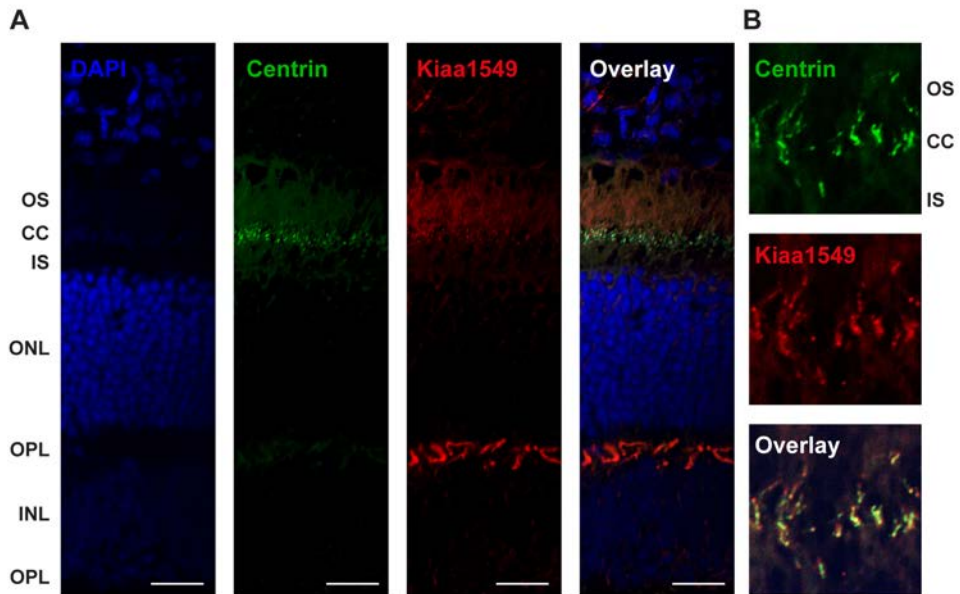 A
B
DAPI
Centrin
Kiaa1549
Overlay
OS
CC
IS
ONL
OPL
INL
OPL
Centrin
OS
CC
IS
Kiaa1549
Overlay